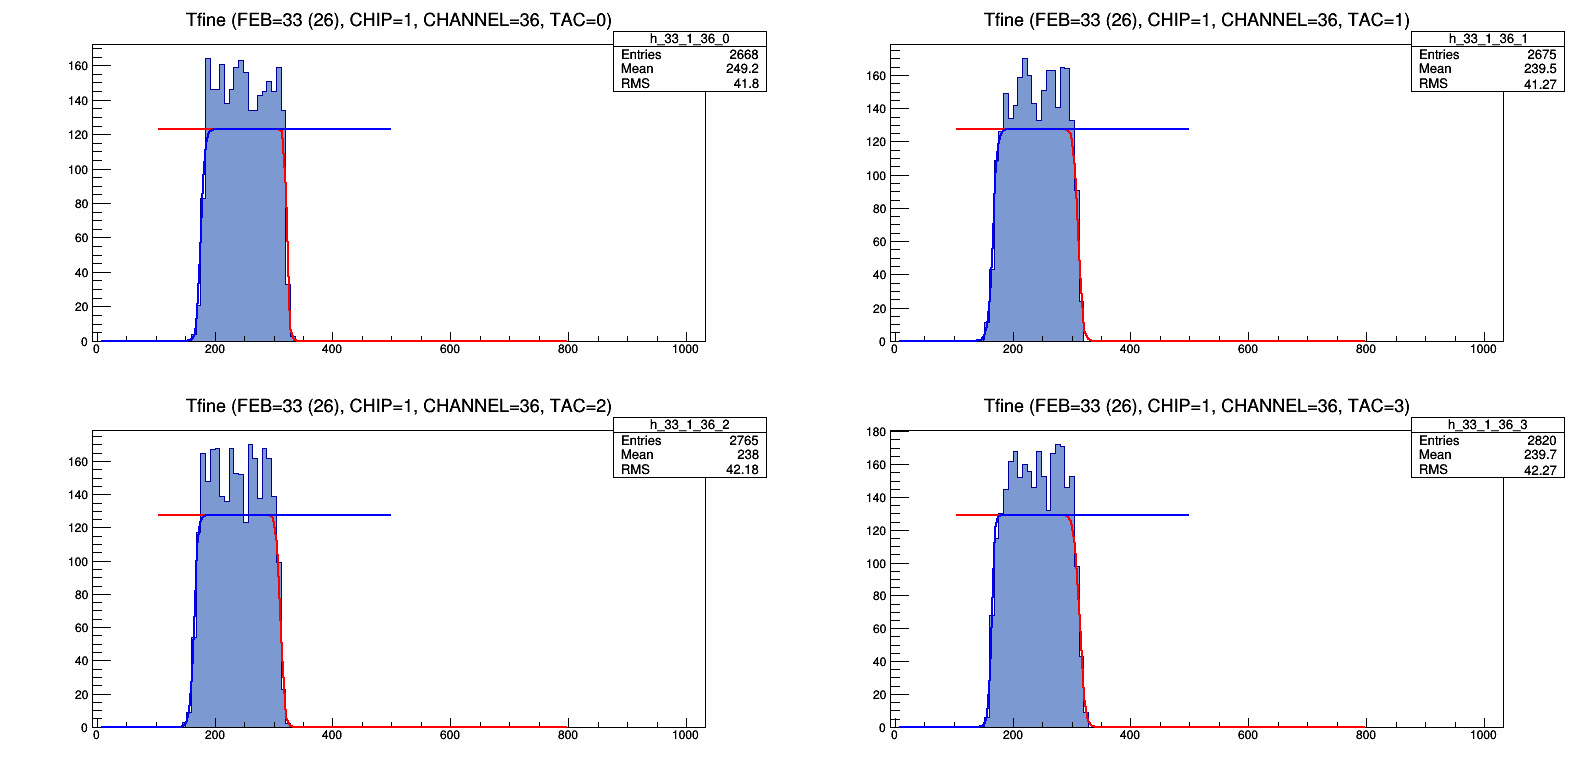 Tfine (FEB=33 (26), CHIP=1, CHANNEL=36, TAC=0)
h_33_1_36_0
Entries 2668
Mean 249.2
RMS 41.8
160
140
120
100
80
60
40
20
0
0 200 400 600 800 1000
Tfine (FEB=33 (26), CHIP=1, CHANNEL=36, TAC=1)
h_33_1_36_1
Entries 2675
Mean 239.5
RMS 41.27
160
140
120
100
80
60
40
20
0
0 200 400 600 800 1000
Tfine (FEB=33 (26), CHIP=1, CHANNEL=36, TAC=2)
h_33_1_36_2
Entries 2765
Mean 238
RMS 42.18
160
140
120
100
80
60
40
20
0
0 200 400 600 800 1000
Tfine (FEB=33 (26), CHIP=1, CHANNEL=36, TAC=3)
h_33_1_36_3
Entries 2820
Mean 239.7
RMS 42.27
180
160
140
120
100
80
60
40
20
0
0 200 400 600 800 1000